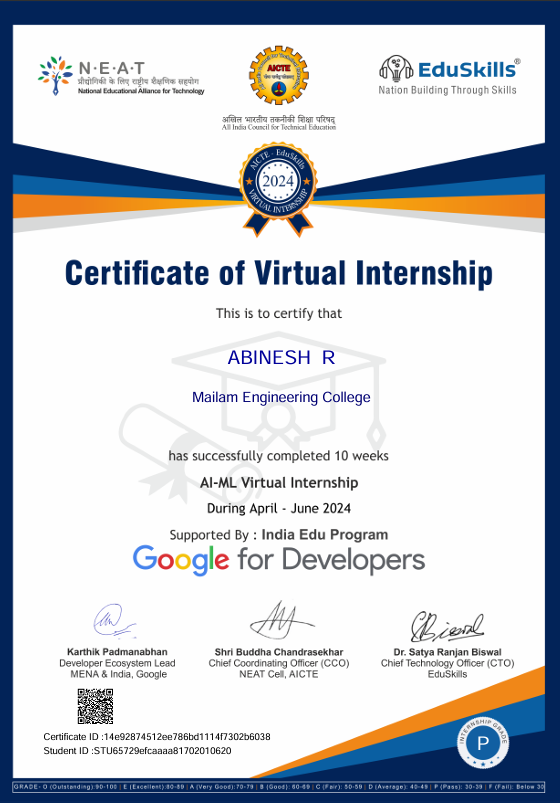 N·E·A·T
प्रौद्योगिकी के लिए राष्ट्रीय शैक्षणिक सहयोग
National Educational Alliance for Technology
AICTE
EduSkills®
Nation Building Through Skills
अखिल भारतीय तकनीकी शिक्षा परिषद्
All India Council for Technical Education
AICTE - EduSkills
2024
VIRTUAL INTERNSHIP
Certificate of Virtual Internship
This is to certify that
ABINESH R
Mailam Engineering College
has successfully completed 10 weeks
AI-ML Virtual Internship
During April - June 2024
Supported By : India Edu Program
Google for Developers
Karthik Padmanabhan
Developer Ecosystem Lead
MENA & India, Google
Shri Buddha Chandrasekhar
Chief Coordinating Officer (CCO)
NEAT Cell, AICTE
Dr. Satya Ranjan Biswal
Chief Technology Officer (CTO)
EduSkills
Certificate ID :14e92874512ee786bd1114f7302b6038
Student ID :STU65729efcaaaa81702010620
INTERNSHIP GRADE
P
GRADE- O (Outstanding):90-100 | E (Excellent):80-89 | A (Very Good):70-79 | B (Good): 60-69 | C (Fair): 50-59 | D (Average): 40-49 | P (Pass): 30-39 | F (Fail): Below 30